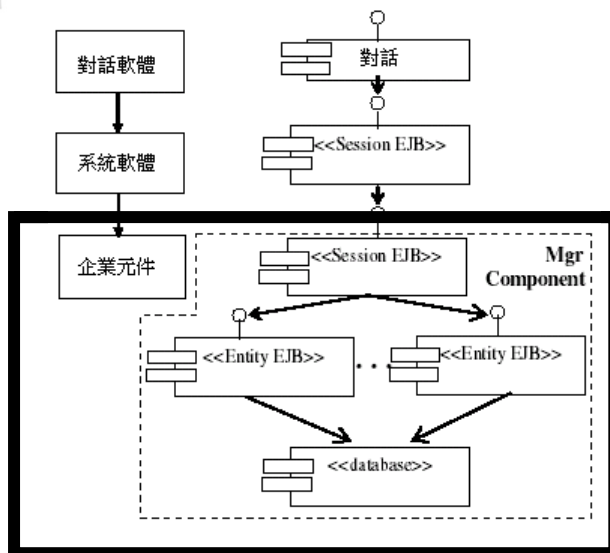 對話軟體
對話
<<Session EJB>>
系統軟體
<<Session EJB>>
企業元件
Mgr
Component
<<Entity EJB>>
...
<<Entity EJB>>
<<database>>